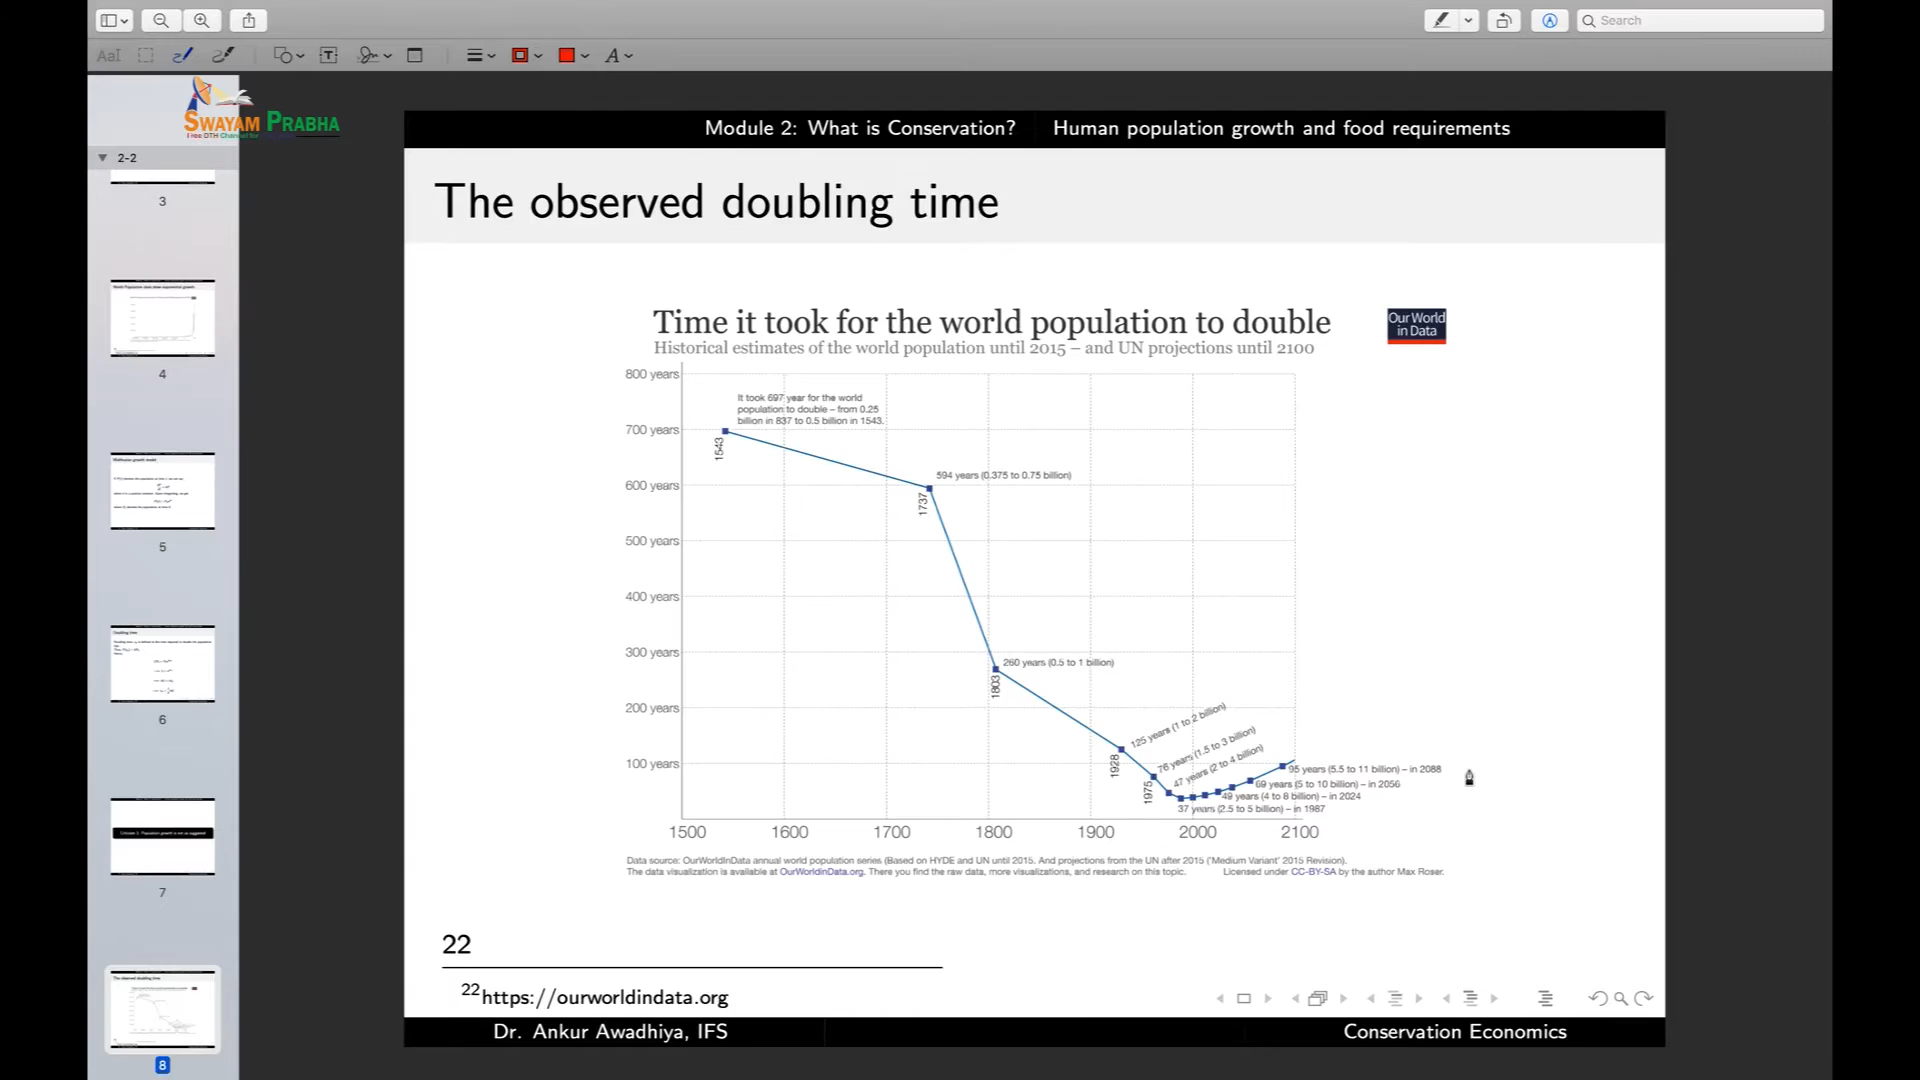 Search
AaI
A
SWAYAM PRABHA
Free DTH Channel for
2-2
3
4
5
6
7
8
Module 2: What is Conservation? Human population growth and food requirements
The observed doubling time
Time it took for the world population to double
Our World
in Data
Historical estimates of the world population until 2015 – and UN projections until 2100
800 years
It took 697 year for the world
population to double – from 0.25
billion in 837 to 0.5 billion in 1543.
700 years
1543
594 years (0.375 to 0.75 billion)
600 years
1737
500 years
400 years
300 years
260 years (0.5 to 1 billion)
1803
200 years
125 years (1 to 2 billion)
76 years (1.5 to 3 billion)
47 years (2 to 4 billion)
1928
100 years
95 years (5.5 to 11 billion) – in 2088
1975
69 years (5 to 10 billion) – in 2056
49 years (4 to 8 billion) – in 2024
37 years (2.5 to 5 billion) – in 1987
1500 1600 1700 1800 1900 2000 2100
Data source: OurWorldInData annual world population series (Based on HYDE and UN until 2015. And projections from the UN after 2015 ('Medium Variant' 2015 Revision).
The data visualization is available at OurWorldinData.org. There you find the raw data, more visualizations, and research on this topic. Licensed under CC-BY-SA by the author Max Roser.
22
22https://ourworldindata.org
Dr. Ankur Awadhiya, IFS Conservation Economics